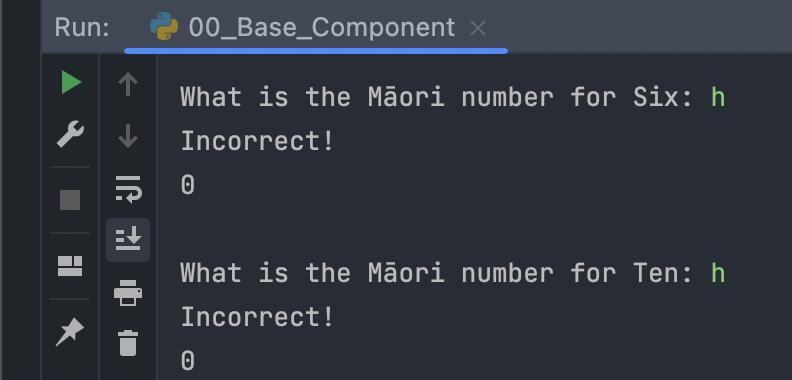 Run: 00_Base_Component
What is the Māori number for Six: h
Incorrect!
0
What is the Māori number for Ten: h
Incorrect!
0